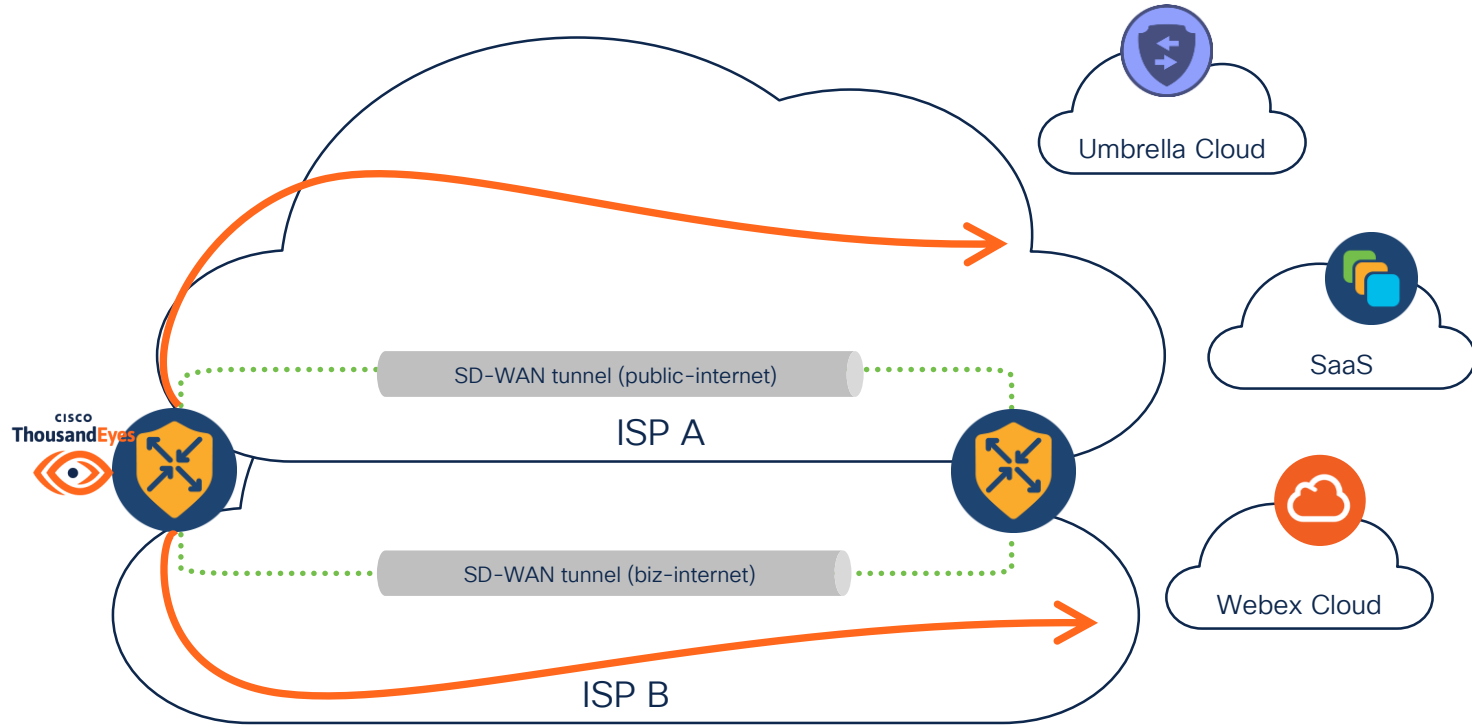 Umbrella Cloud
SaaS
SD-WAN tunnel (public-internet)
ISP A
CISCO
ThousandEyes
SD-WAN tunnel (biz-internet)
Webex Cloud
ISP B